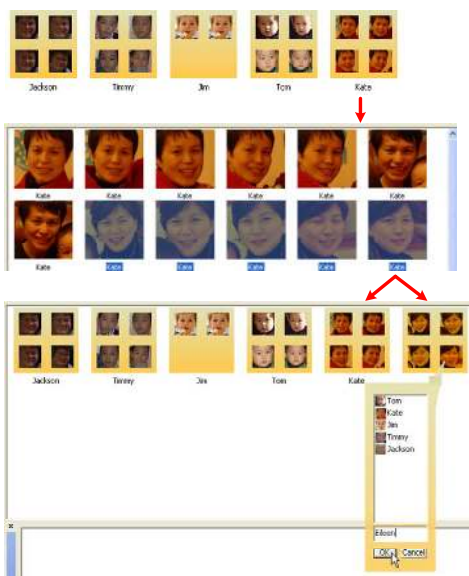 Jackson Timmy Jim Tom Kate
Kate Kate Kate Kate Kate Kate
Kate Kate Kate Kate Kate Kate
Jackson Timmy Jim Tom Kate
Tom
Kate
Jim
Timmy
Jackson
Eileen
OK Cancel